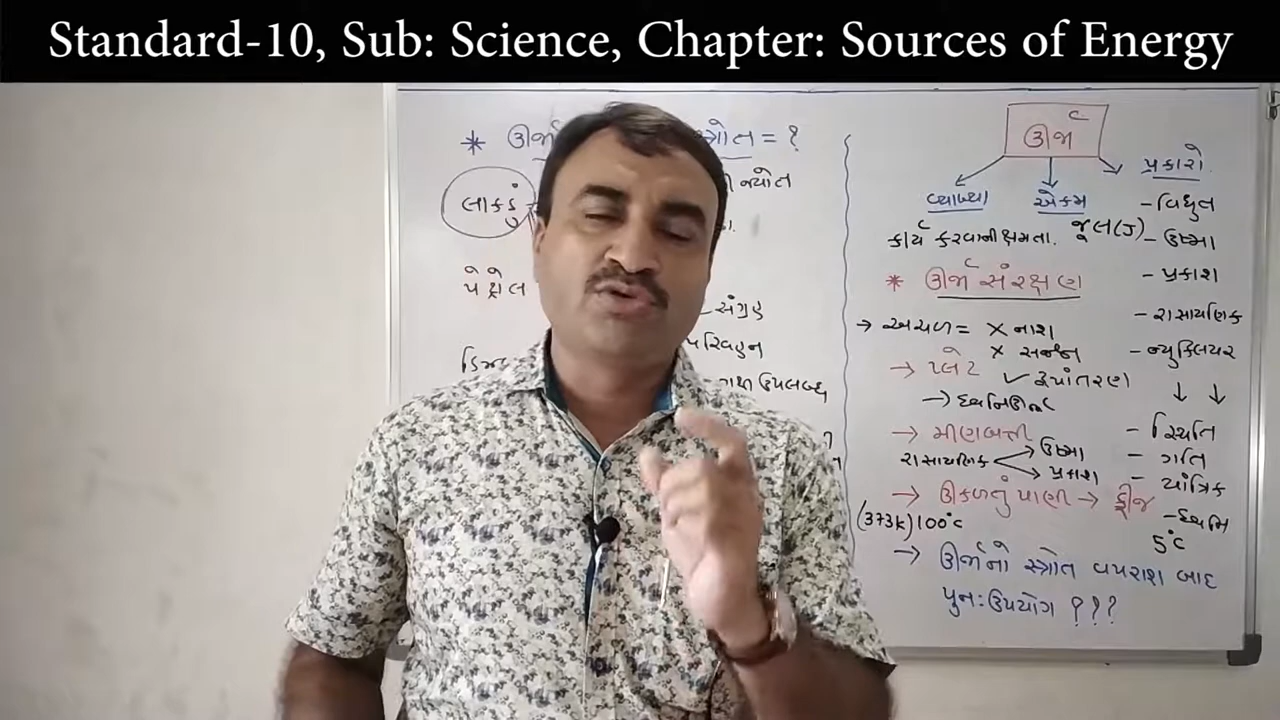 Standard-10, Sub: Science, Chapter: Sources of Energy
* ઊર્જા સ્ત્રોત = ?
લાકડું
પેટ્રોલ
સંગ્રહ
પરિવહન
ઉપલબ્ધ
ઊર્જા
પ્રકારો
વ્યાખ્યા
એકમ
કાર્ય કરવાની ક્ષમતા.
જૂલ(J)
- વિધુત
- ઉષ્મા
- પ્રકાશ
- રાસાયણિક
- ન્યુક્લિયર
- સ્થિતિ
- ગતિ
- યાંત્રિક
- ધ્વનિ
* ઊર્જા સંરક્ષણ
→ અચળ = × નાશ
× સર્જન
✓ રૂપાંતરણ
→ પ્લેટ
→ ધ્વનિઊર્જા
→ મીણબત્તી
રાસાયણિક
ઉષ્મા
પ્રકાશ
→ ઊકળતું પાણી → ફ્રીજ
(373K) 100°C
5°C
→ ઊર્જાનો સ્ત્રોત વપરાશ બાદ
પુનઃઉપયોગ ???